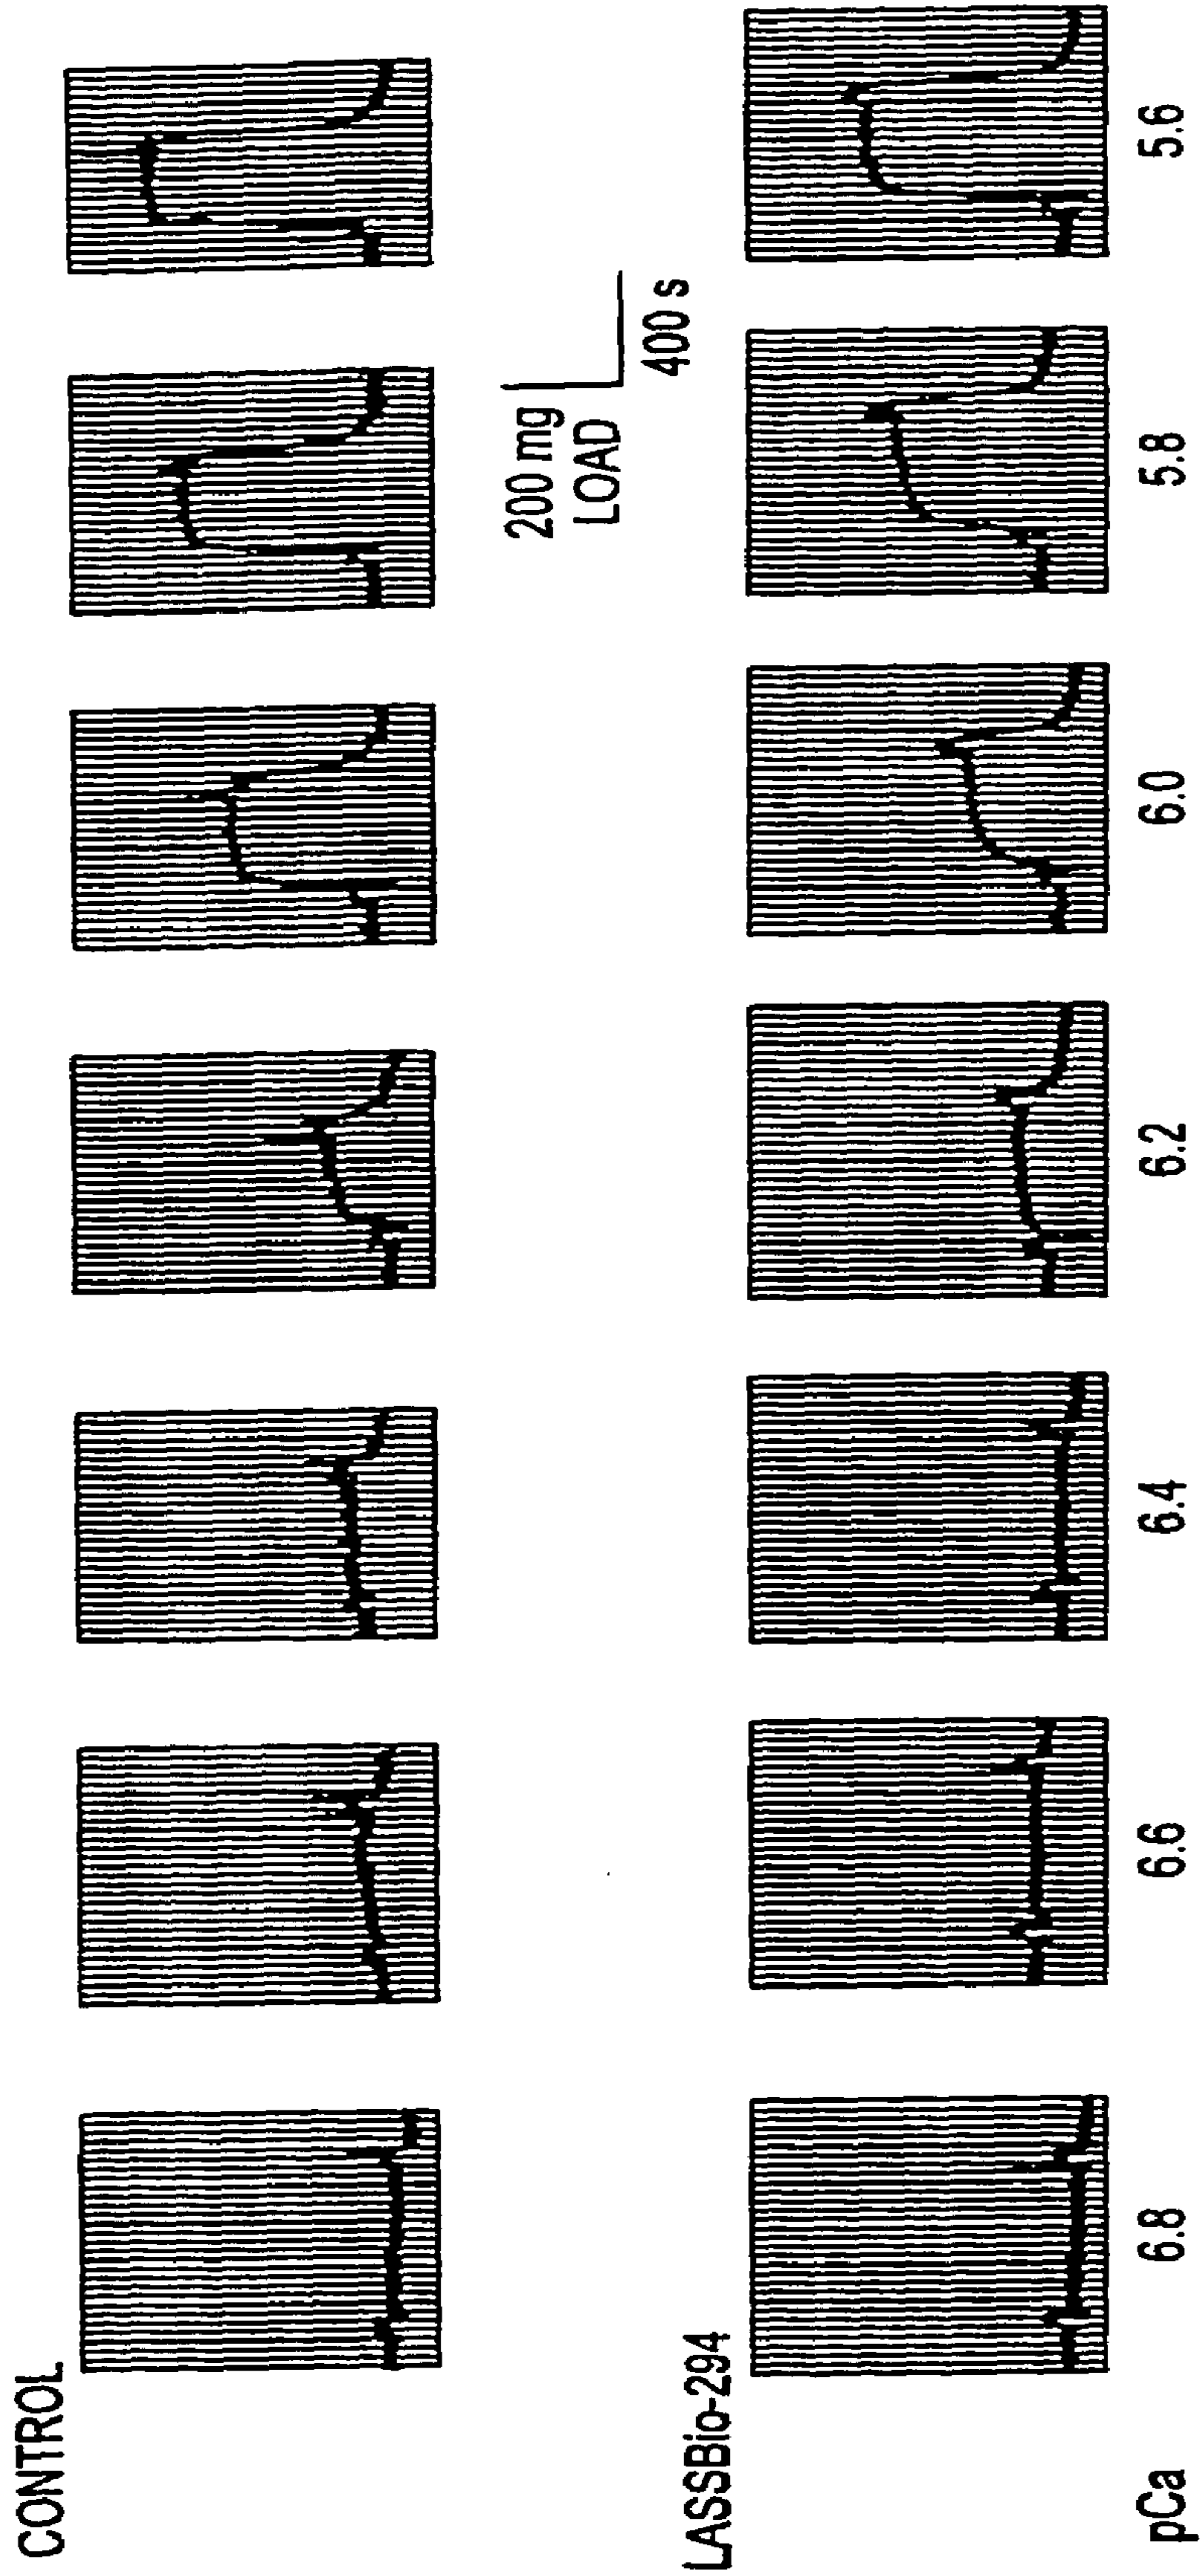 CONTROL
200 mg
LOAD
400 s
LASSBio-294
pCa 6.8 6.6 6.4 6.2 6.0 5.8 5.6